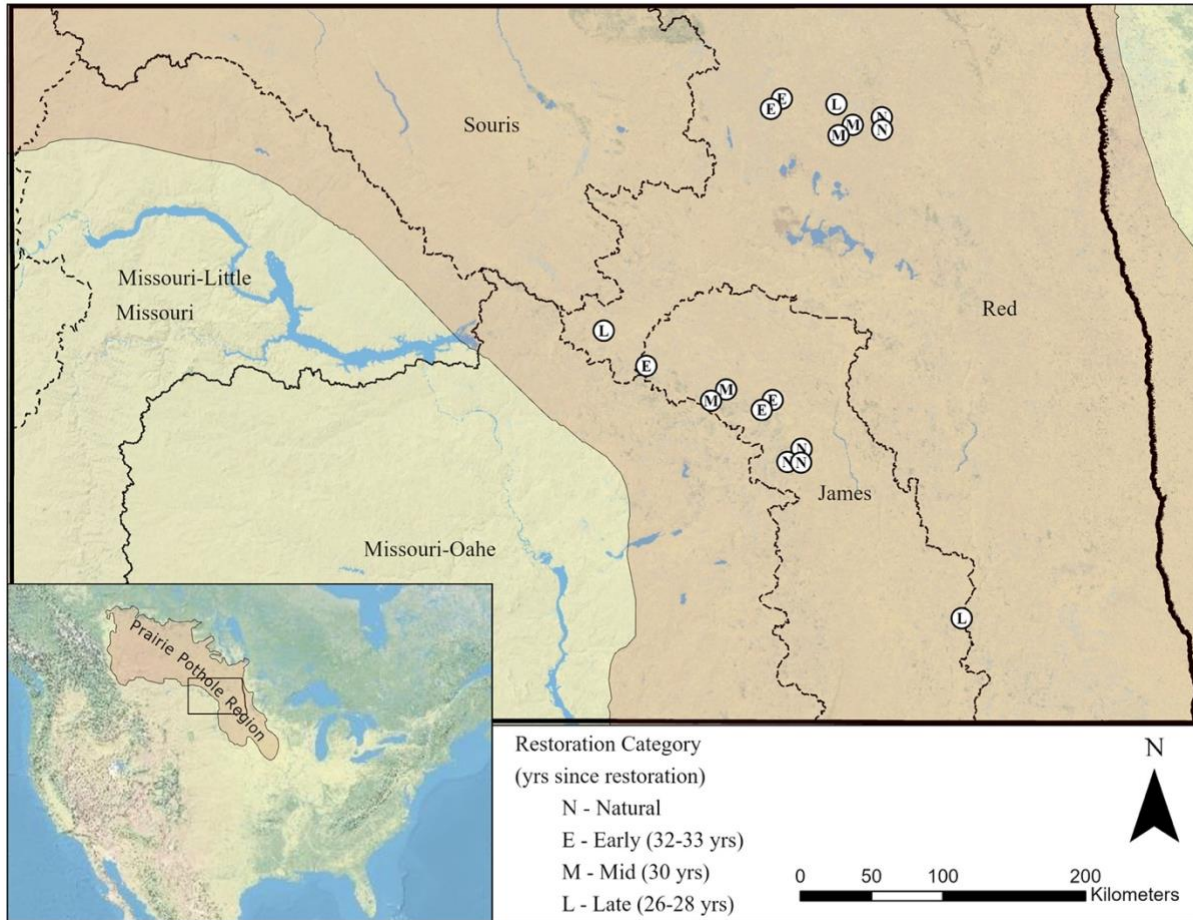 Souris
E
E
L
M
M
N
N
Missouri-Little
Missouri
Red
L
E
M
M
E
E
N
N
N
James
Missouri-Oahe
L
Prairie Pothole Region
Restoration Category
(yrs since restoration)
N - Natural
E - Early (32-33 yrs)
M - Mid (30 yrs)
L - Late (26-28 yrs)
N
0 50 100 200
Kilometers